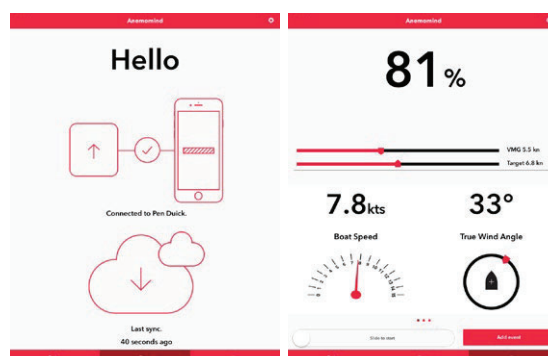 Anemomind
Hello
Connected to Pen Duick.
Last sync.
40 seconds ago
Anemomind
81%
VMG 5.5 kn
Target 6.8 kn
7.8kts
33°
Boat Speed
True Wind Angle
Slide to start
Add event